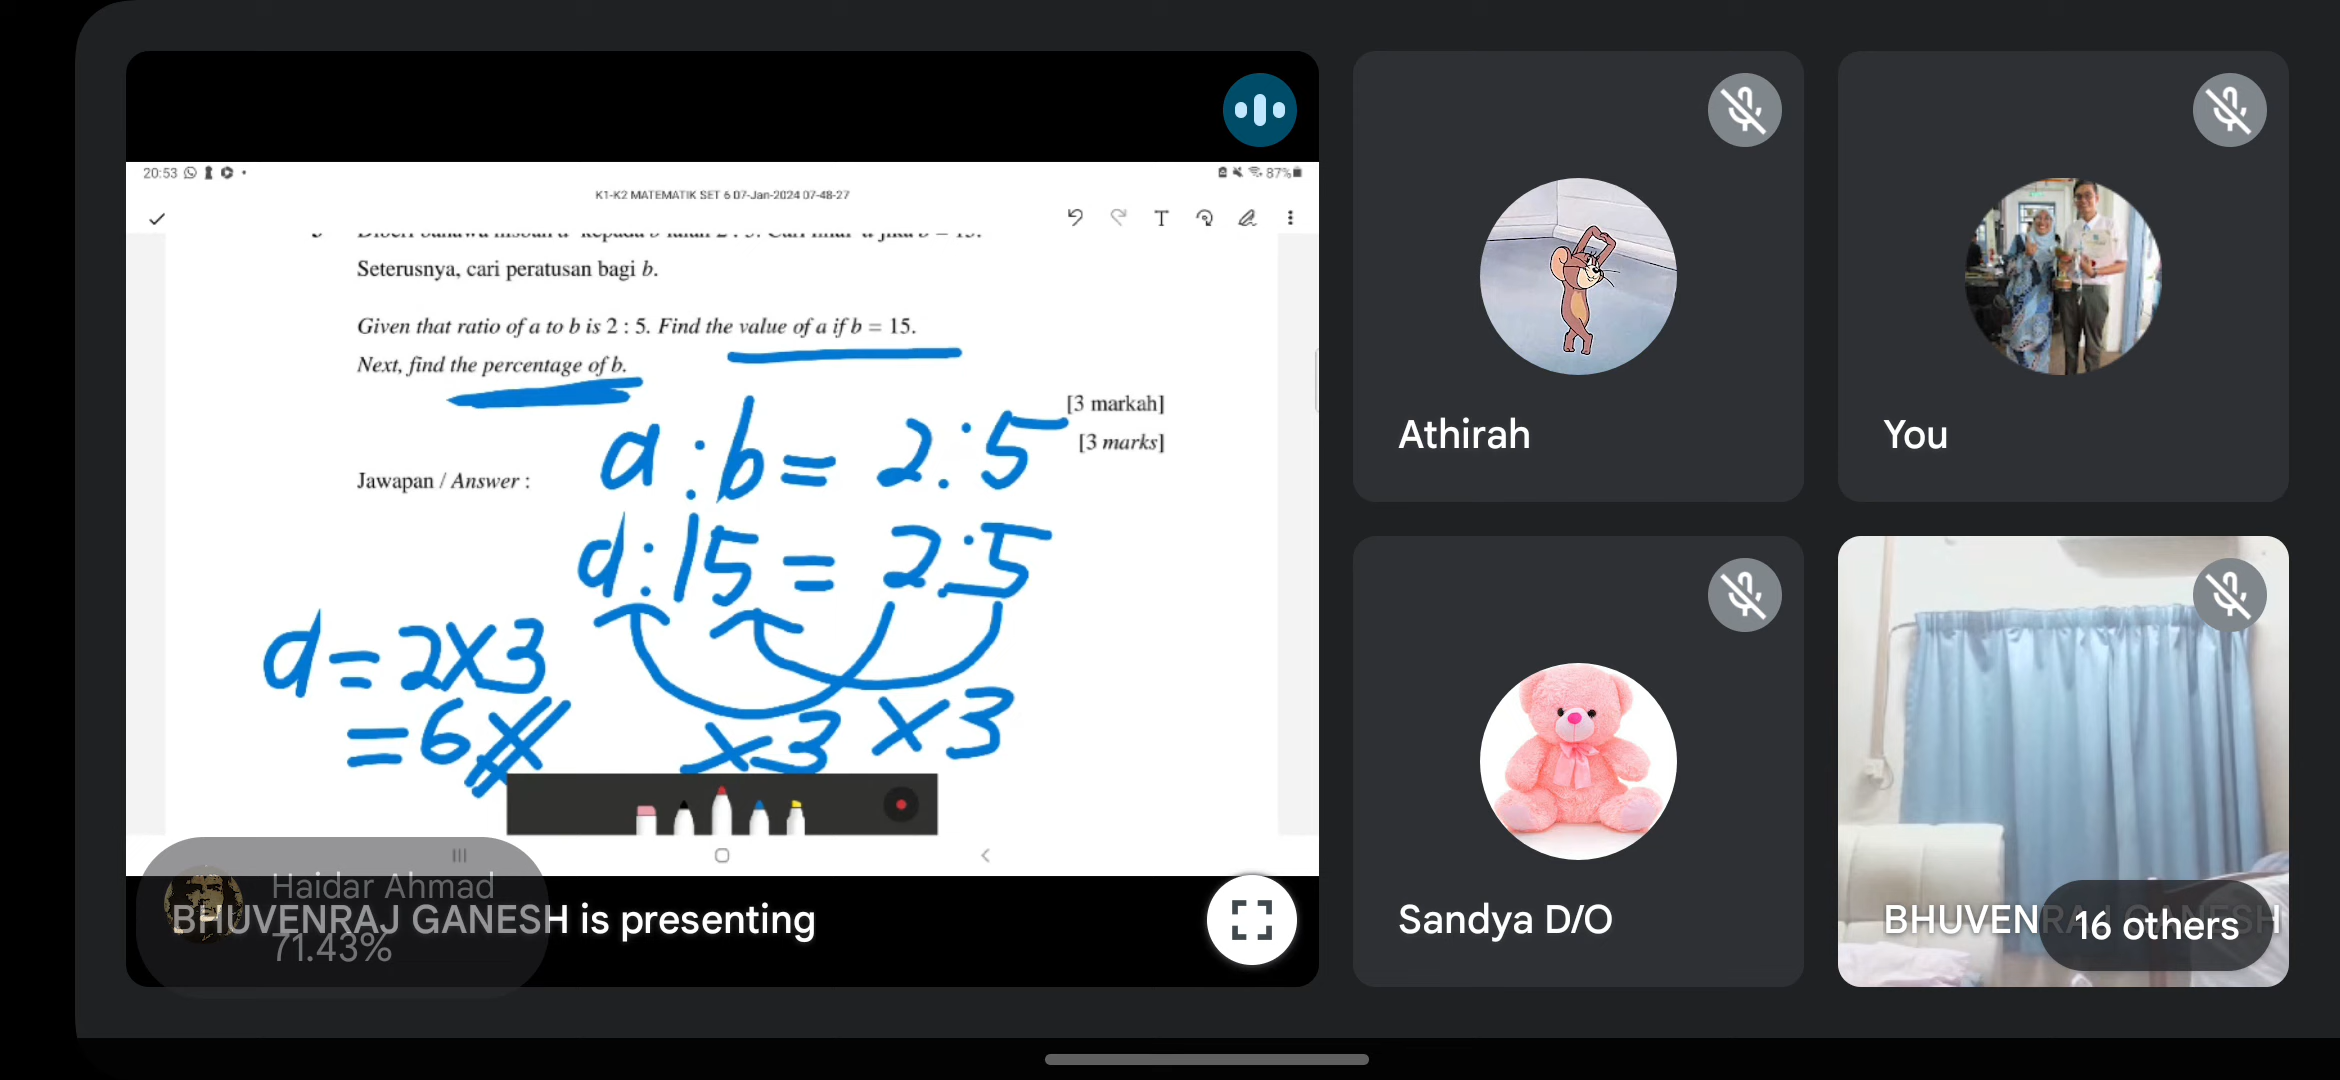 20:53
87%
K1-K2 MATEMATIK SET 6 07-Jan-2024 07-48-27
T
Seterusnya, cari peratusan bagi b.
Given that ratio of a to b is 2 : 5. Find the value of a if b = 15.
Next, find the percentage of b.
[3 markah]
[3 marks]
Jawapan / Answer :
a : b = 2 : 5
a : 15 = 2 : 5
a = 2x3
= 6
x3 x3
Haidar Ahmad
71.43%
BHUVENRAJ GANESH is presenting
Athirah
You
Sandya D/O
BHUVENRAJ GANESH
16 others